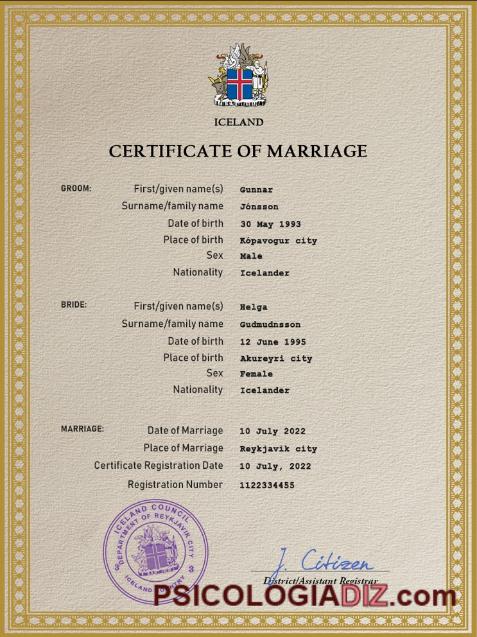 ICELAND
CERTIFICATE OF MARRIAGE
GROOM: First/given name(s) Gunnar
Surname/family name Jónsson
Date of birth 30 May 1993
Place of birth Kópavogur city
Sex Male
Nationality Icelander
BRIDE: First/given name(s) Helga
Surname/family name Gudmudnsson
Date of birth 12 June 1995
Place of birth Akureyri city
Sex Female
Nationality Icelander
MARRIAGE: Date of Marriage 10 July 2022
Place of Marriage Reykjavik city
Certificate Registration Date 10 July, 2022
Registration Number 1122334455
ICELAND COUNCIL
DEPARTMENT OF REYKJAVIK CITY
ICELAND
J. Citizen
District/Assistant Registrar
PSICOLOGIADIZ.com